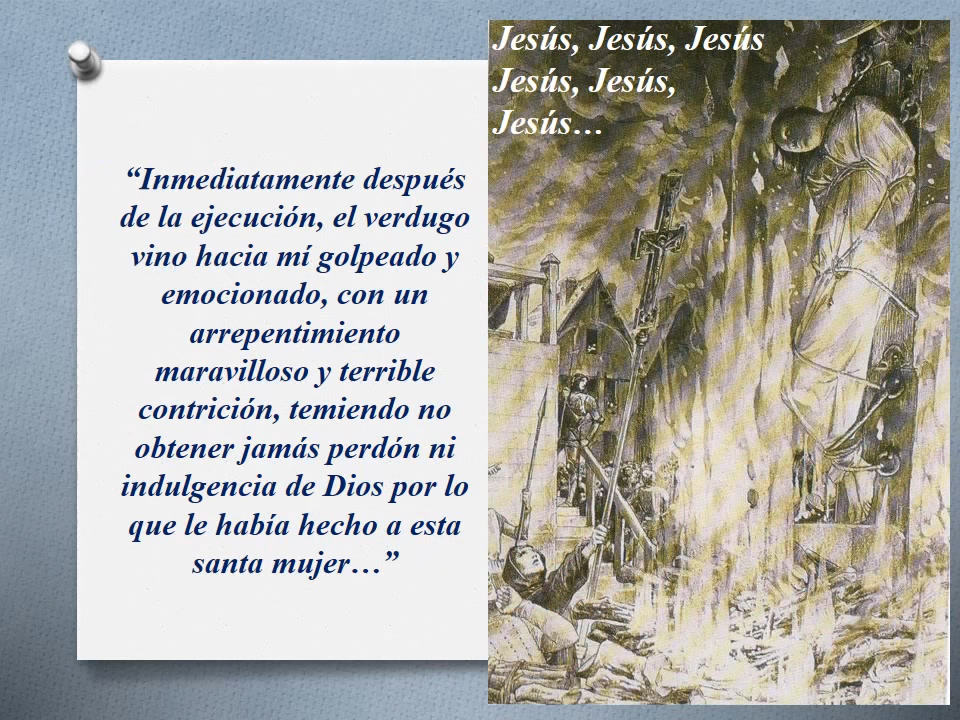 Jesús, Jesús, Jesús
Jesús, Jesús,
Jesús…
“Inmediatamente después
de la ejecución, el verdugo
vino hacia mí golpeado y
emocionado, con un
arrepentimiento
maravilloso y terrible
contrición, temiendo no
obtener jamás perdón ni
indulgencia de Dios por lo
que le había hecho a esta
santa mujer…”